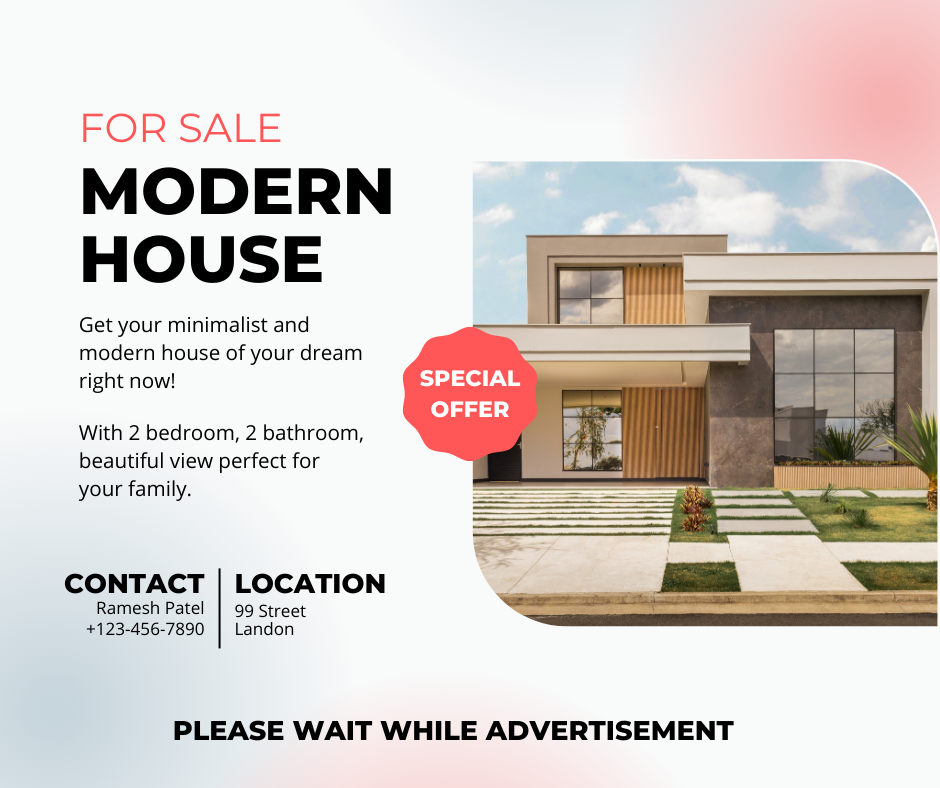 FOR SALE
MODERN
HOUSE
Get your minimalist and
modern house of your dream
right now!
With 2 bedroom, 2 bathroom,
beautiful view perfect for
your family.
SPECIAL
OFFER
CONTACT
Ramesh Patel
+123-456-7890
LOCATION
99 Street
Landon
PLEASE WAIT WHILE ADVERTISEMENT